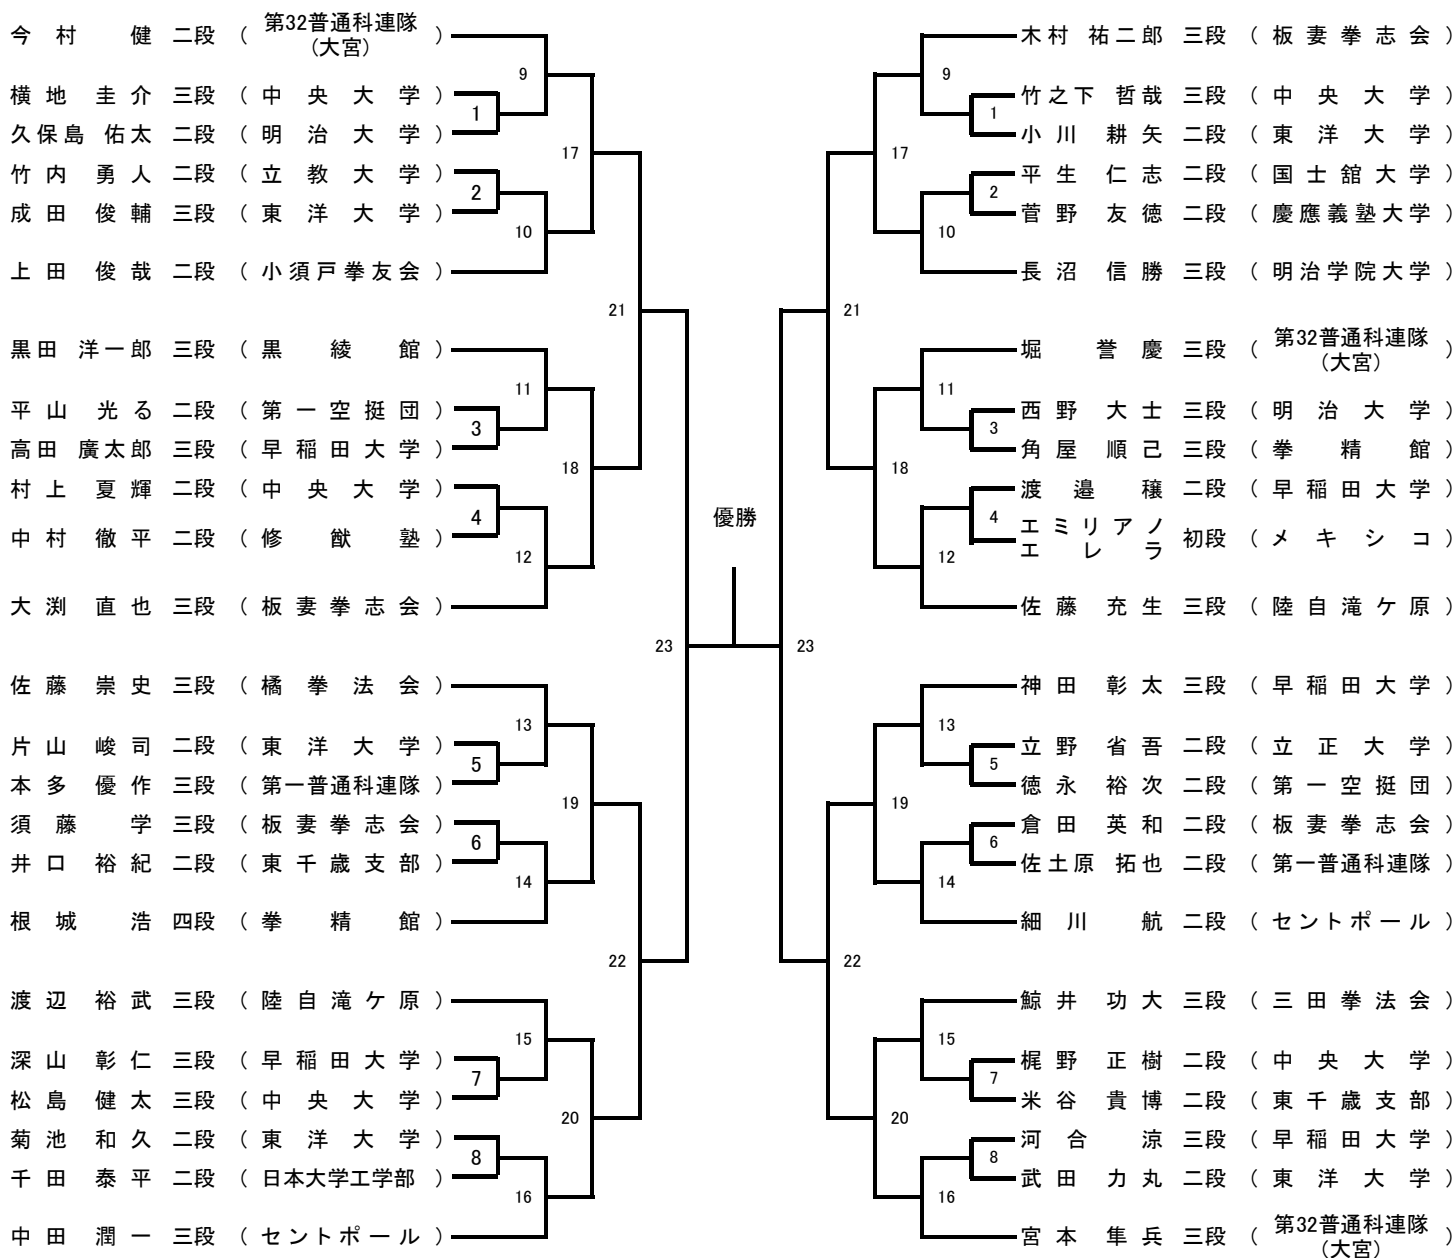 今村 健 二段 （ 第32普通科連隊(大宮) ）
横地 圭介 三段 （ 中央大学 ）
久保島 佑太 二段 （ 明治大学 ）
竹内 勇人 二段 （ 立教大学 ）
成田 俊輔 三段 （ 東洋大学 ）
上田 俊哉 二段 （ 小須戸拳友会 ）
黒田 洋一郎 三段 （ 黒綾館 ）
平山 光る 二段 （ 第一空挺団 ）
高田 廣太郎 三段 （ 早稲田大学 ）
村上 夏輝 二段 （ 中央大学 ）
中村 徹平 二段 （ 修猷塾 ）
大渕 直也 三段 （ 板妻拳志会 ）
佐藤 崇史 三段 （ 橘拳法会 ）
片山 峻司 二段 （ 東洋大学 ）
本多 優作 三段 （ 第一普通科連隊 ）
須藤 学 三段 （ 板妻拳志会 ）
井口 裕紀 二段 （ 東千歳支部 ）
根城 浩 四段 （ 拳精館 ）
渡辺 裕武 三段 （ 陸自滝ケ原 ）
深山 彰仁 三段 （ 早稲田大学 ）
松島 健太 三段 （ 中央大学 ）
菊池 和久 二段 （ 東洋大学 ）
千田 泰平 二段 （ 日本大学工学部 ）
中田 潤一 三段 （ セントポール ）
1
2
3
4
5
6
7
8
9
10
11
12
13
14
15
16
17
18
19
20
21
22
23
優勝
23
21
22
17
18
19
20
9
10
11
12
13
14
15
16
1
2
3
4
5
6
7
8
木村 祐二郎 三段 （ 板妻拳志会 ）
竹之下 哲哉 三段 （ 中央大学 ）
小川 耕矢 二段 （ 東洋大学 ）
平生 仁志 二段 （ 国士舘大学 ）
菅野 友徳 二段 （ 慶應義塾大学 ）
長沼 信勝 三段 （ 明治学院大学 ）
堀 誉慶 三段 （ 第32普通科連隊(大宮) ）
西野 大士 三段 （ 明治大学 ）
角屋 順己 三段 （ 拳精館 ）
渡邉 穣 二段 （ 早稲田大学 ）
エミリアノ エレラ 初段 （ メキシコ ）
佐藤 充生 三段 （ 陸自滝ケ原 ）
神田 彰太 三段 （ 早稲田大学 ）
立野 省吾 二段 （ 立正大学 ）
徳永 裕次 二段 （ 第一空挺団 ）
倉田 英和 二段 （ 板妻拳志会 ）
佐土原 拓也 二段 （ 第一普通科連隊 ）
細川 航 二段 （ セントポール ）
鯨井 功大 三段 （ 三田拳法会 ）
梶野 正樹 二段 （ 中央大学 ）
米谷 貴博 二段 （ 東千歳支部 ）
河合 涼 三段 （ 早稲田大学 ）
武田 力丸 二段 （ 東洋大学 ）
宮本 隼兵 三段 （ 第32普通科連隊(大宮) ）